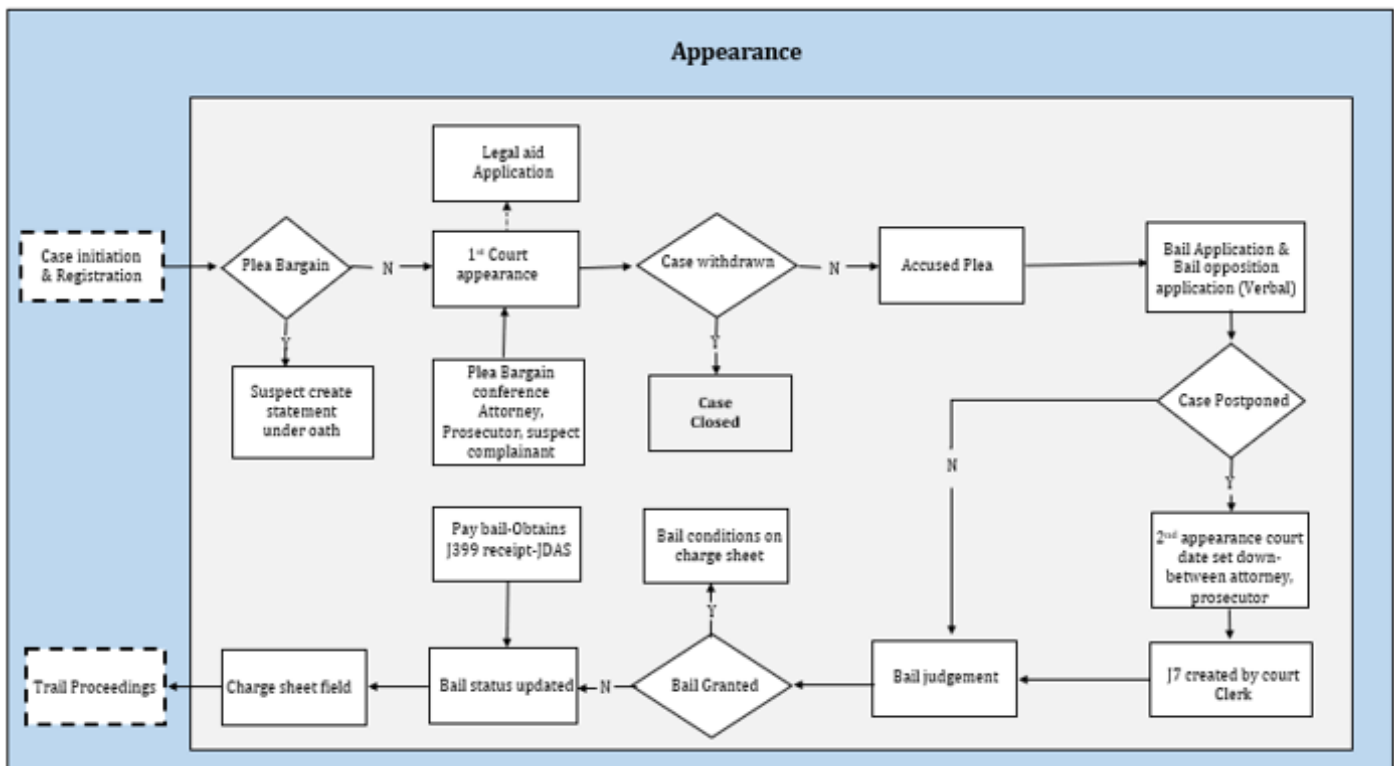 Appearance
Legal aid
Application
Case initiation
& Registration
Plea Bargain
N
1st Court
appearance
Case withdrawn
N
Accused Plea
Bail Application &
Bail opposition
application (Verbal)
Y
Suspect create
statement
under oath
Plea Bargain
conference
Attorney,
Prosecutor, suspect
complainant
Y
Case
Closed
Case Postponed
N
Y
Pay bail-Obtains
J399 receipt-JDAS
Bail conditions on
charge sheet
2nd appearance court
date set down-
between attorney,
prosecutor
Y
Trail Proceedings
Charge sheet field
Bail status updated
N
Bail Granted
Bail judgement
J7 created by court
Clerk